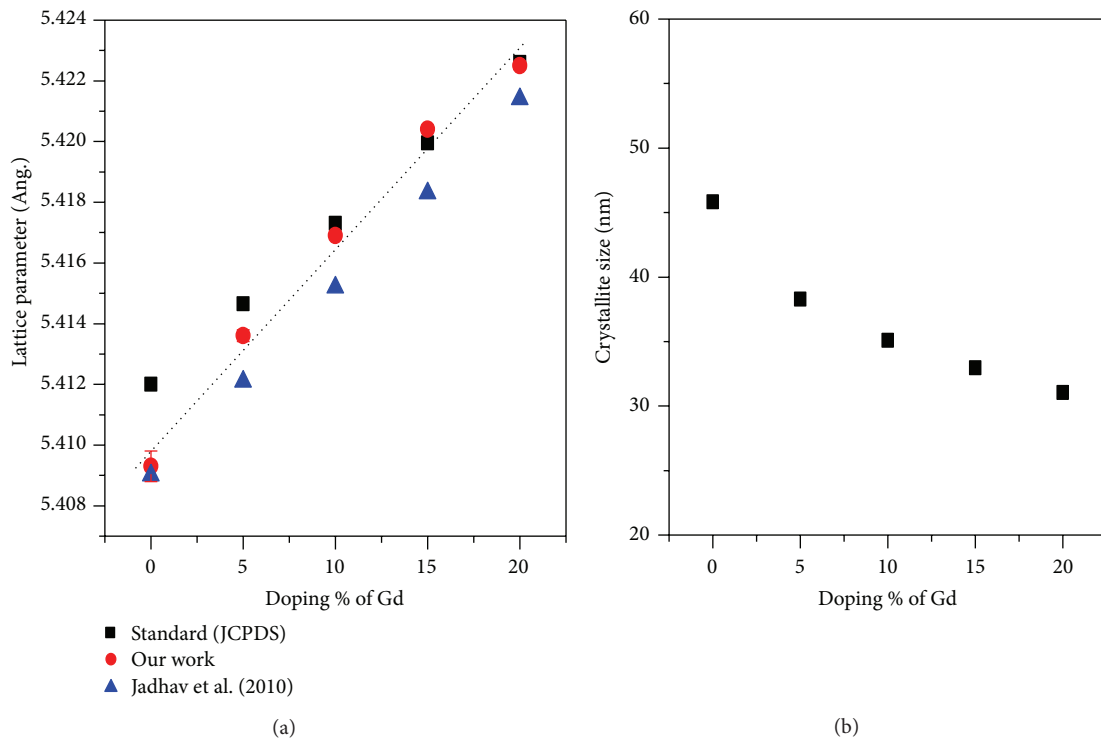 5.424
5.422
5.420
5.418
5.416
5.414
5.412
5.410
5.408
Lattice parameter (Ang.)
0 5 10 15 20
Doping % of Gd
Standard (JCPDS)
Our work
Jadhav et al. (2010)
(a)
60
50
40
30
20
Crystallite size (nm)
0 5 10 15 20
Doping % of Gd
(b)